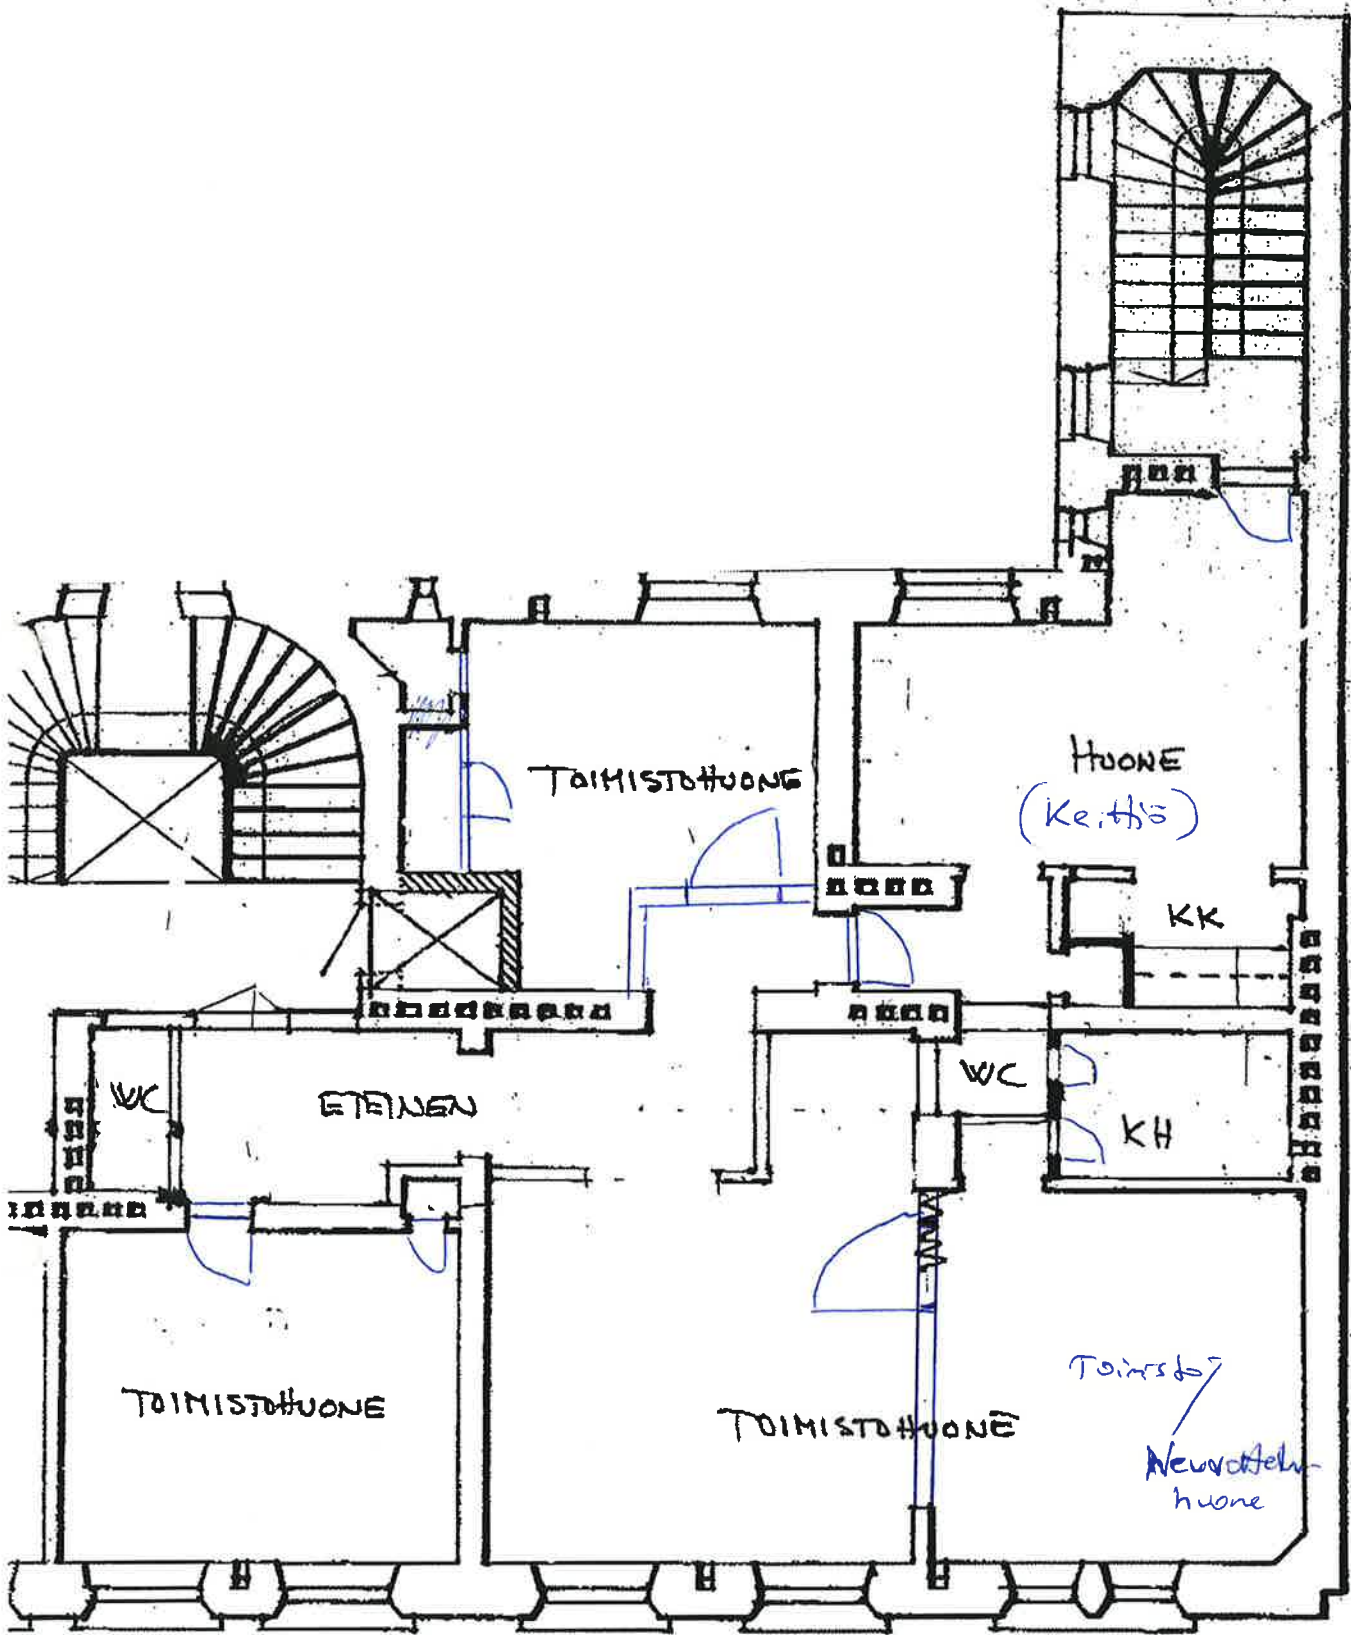 TOIMISTOHUONE
HUONE
(Keittiö)
KK
WC
ETEINEN
WC
KH
TOIMISTOHUONE
TOIMISTOHUONE
Toimisto/
Neuvottelu-
huone